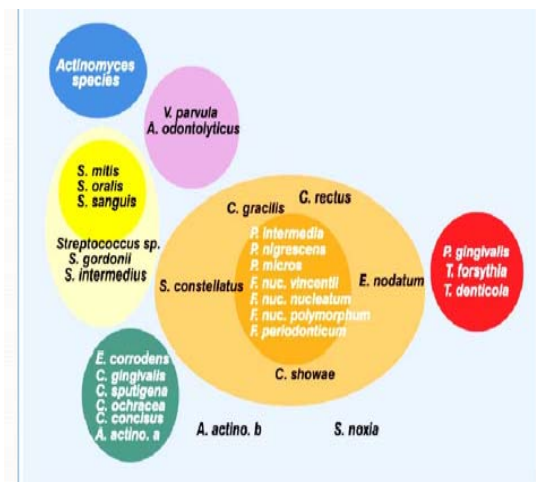 Actinomyces
species
V. parvula
A. odontolyticus
S. mitis
S. oralis
S. sanguis
Streptococcus sp.
S. gordonii
S. intermedius
C. gracilis
C. rectus
P. intermedia
P. nigrescens
P. micros
F. nuc. vincentii
F. nuc. nucleatum
F. nuc. polymorphum
F. periodonticum
S. constellatus
E. nodatum
C. showae
P. gingivalis
T. forsythia
T. denticola
E. corrodens
C. gingivalis
C. sputigena
C. ochracea
C. concisus
A. actino. a
A. actino. b
S. noxia